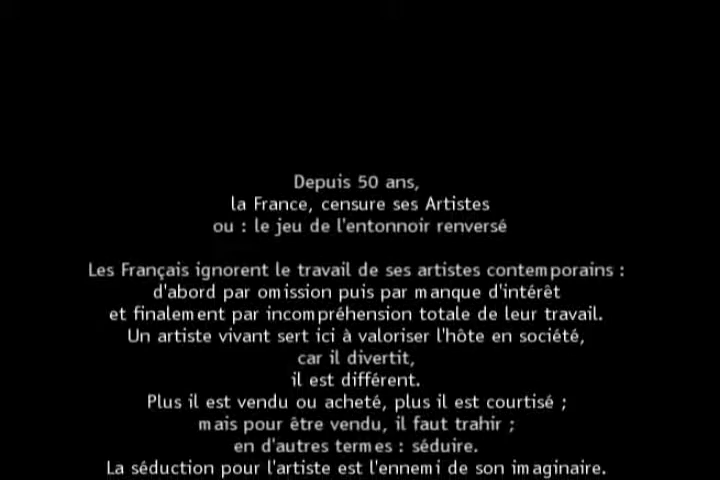 Depuis 50 ans,
la France, censure ses Artistes
ou : le jeu de l'entonnoir renversé
Les Français ignorent le travail de ses artistes contemporains :
d'abord par omission puis par manque d'intérêt
et finalement par incompréhension totale de leur travail.
Un artiste vivant sert ici à valoriser l'hôte en société,
car il divertit,
il est différent.
Plus il est vendu ou acheté, plus il est courtisé ;
mais pour être vendu, il faut trahir ;
en d'autres termes : séduire.
La séduction pour l'artiste est l'ennemi de son imaginaire.